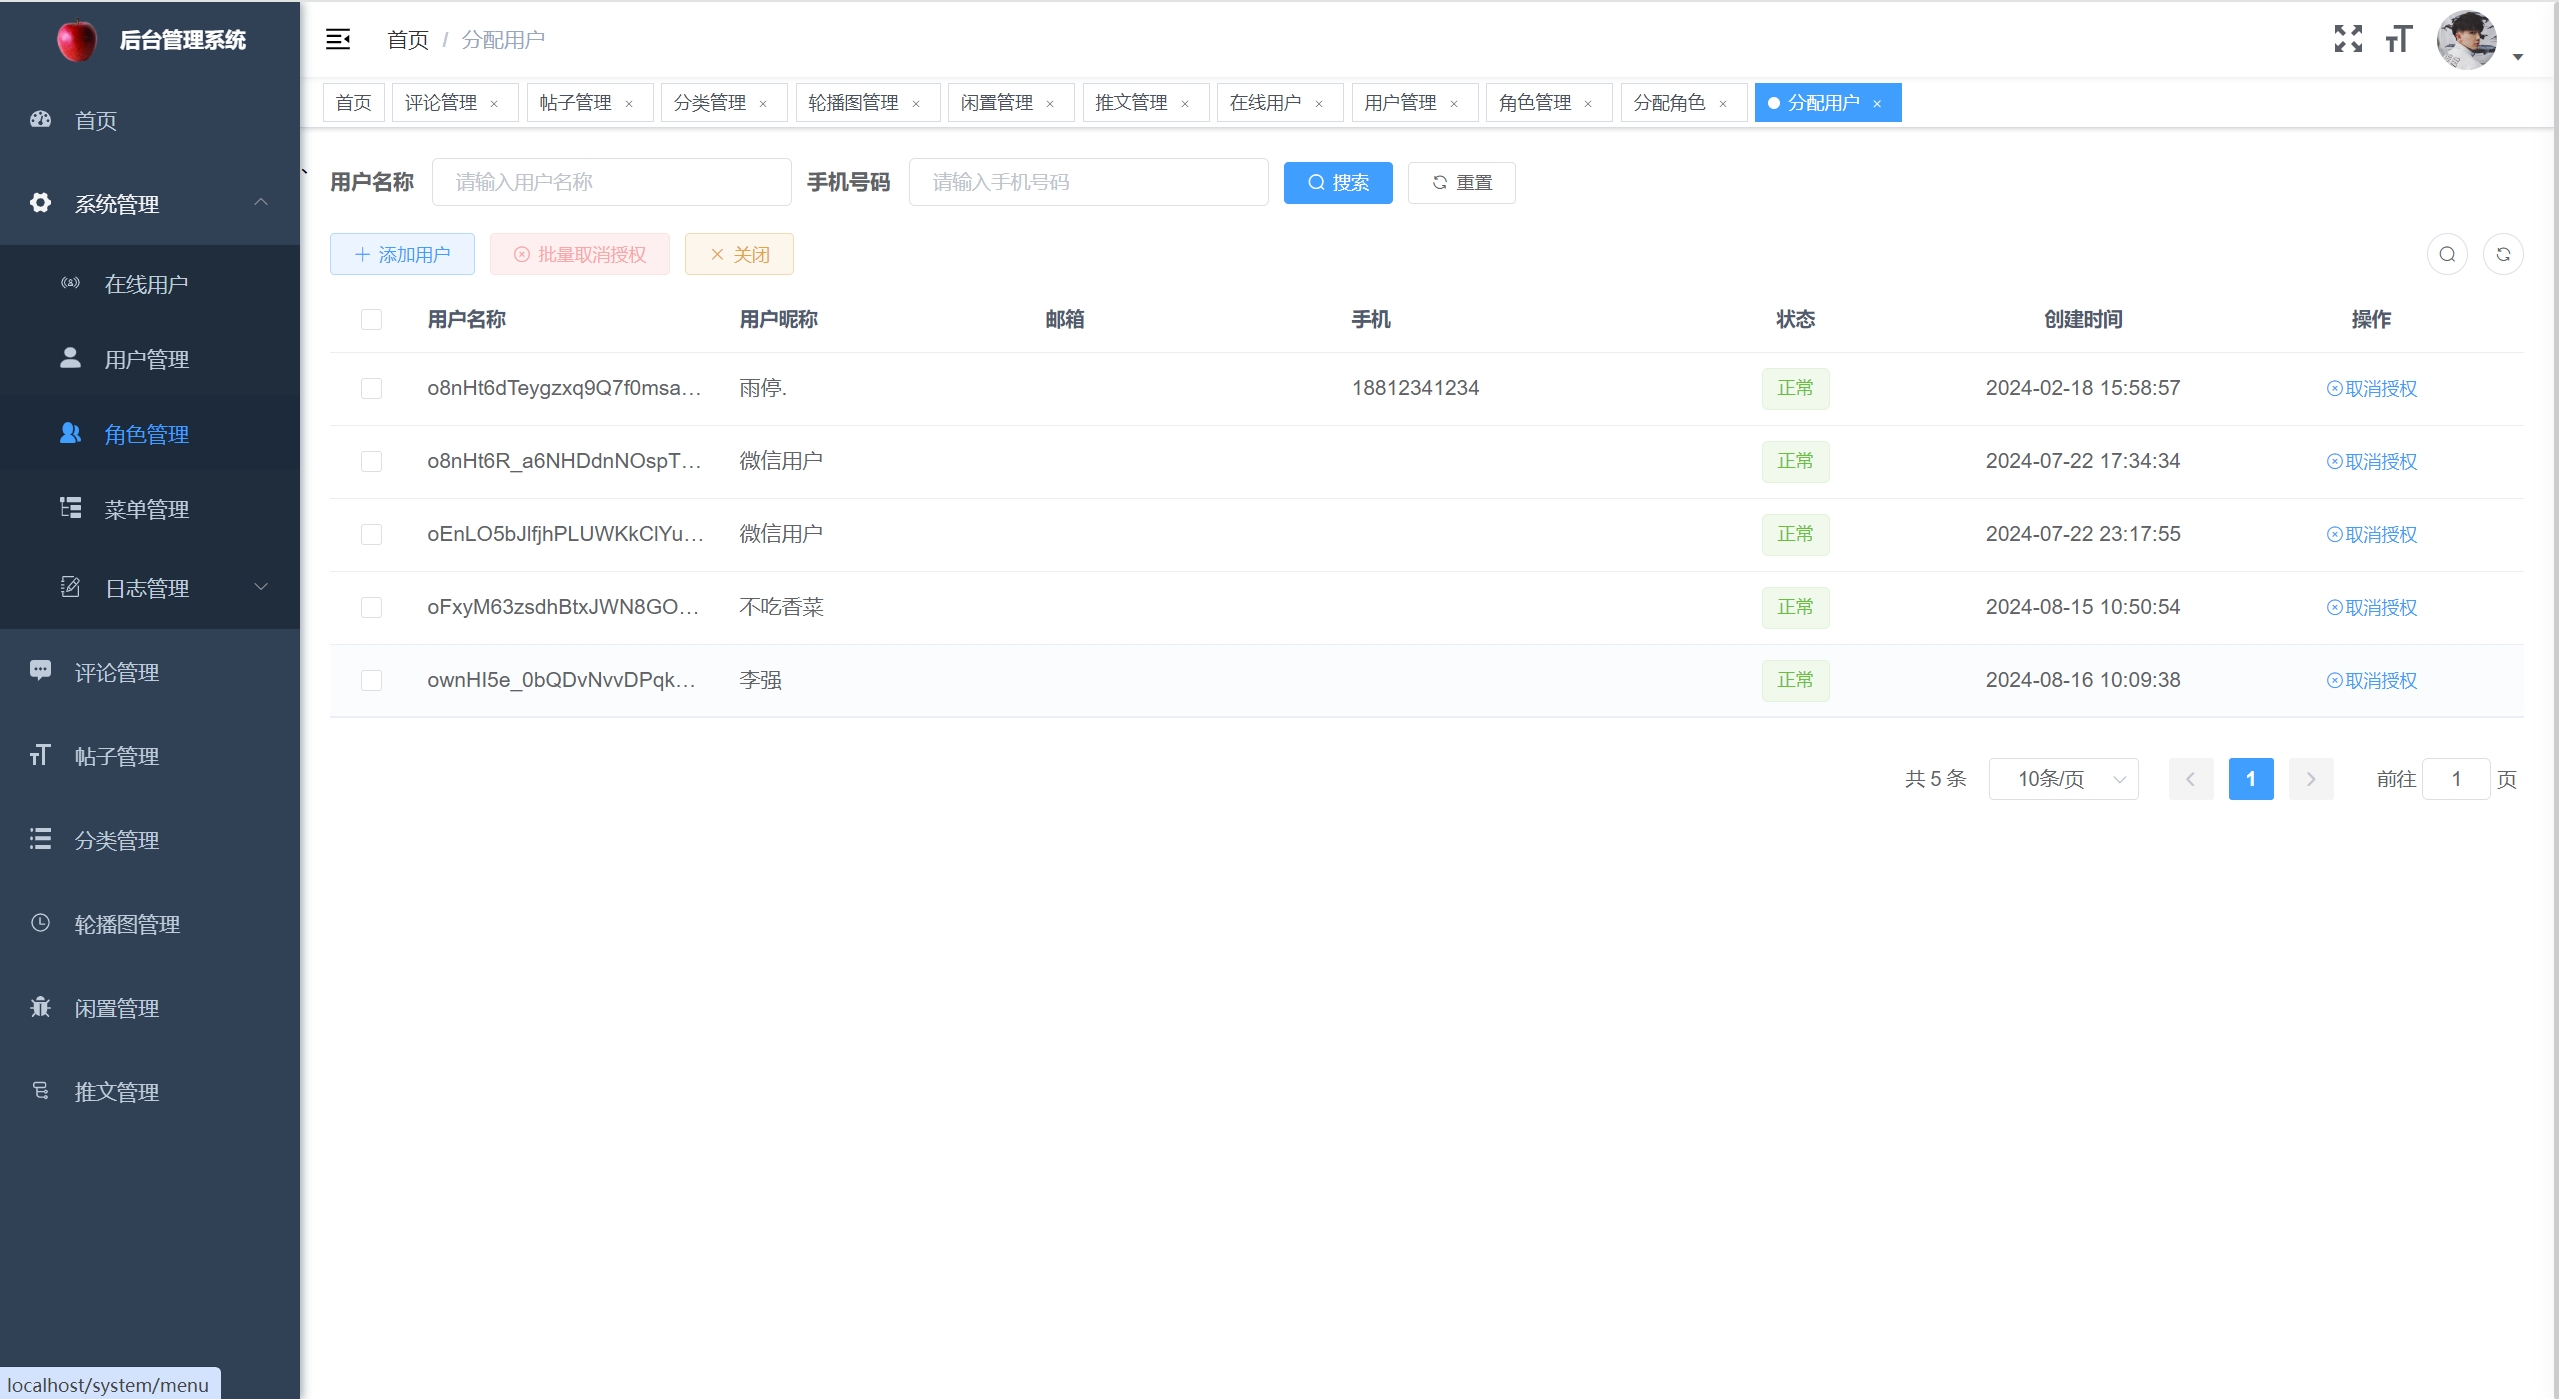 后台管理系统
首页 / 分配用户
首页
评论管理 ×
帖子管理 ×
分类管理 ×
轮播图管理 ×
闲置管理 ×
推文管理 ×
在线用户 ×
用户管理 ×
角色管理 ×
分配角色 ×
分配用户 ×
首页
系统管理
在线用户
用户管理
角色管理
菜单管理
日志管理
评论管理
帖子管理
分类管理
轮播图管理
闲置管理
推文管理
用户名称 请输入用户名称 手机号码 请输入手机号码 搜索 重置
添加用户 批量取消授权 关闭
用户名称 用户昵称 邮箱 手机 状态 创建时间 操作
o8nHt6dTeygzxq9Q7f0msa... 雨停. 18812341234 正常 2024-02-18 15:58:57 取消授权
o8nHt6R_a6NHDdnNOspT... 微信用户 正常 2024-07-22 17:34:34 取消授权
oEnLO5bJlfjhPLUWKkClYu... 微信用户 正常 2024-07-22 23:17:55 取消授权
oFxyM63zsdhBtxJWN8GO... 不吃香菜 正常 2024-08-15 10:50:54 取消授权
ownHI5e_0bQDvNvvDPqk... 李强 正常 2024-08-16 10:09:38 取消授权
共 5 条 10条/页 1 前往 1 页
localhost/system/menu